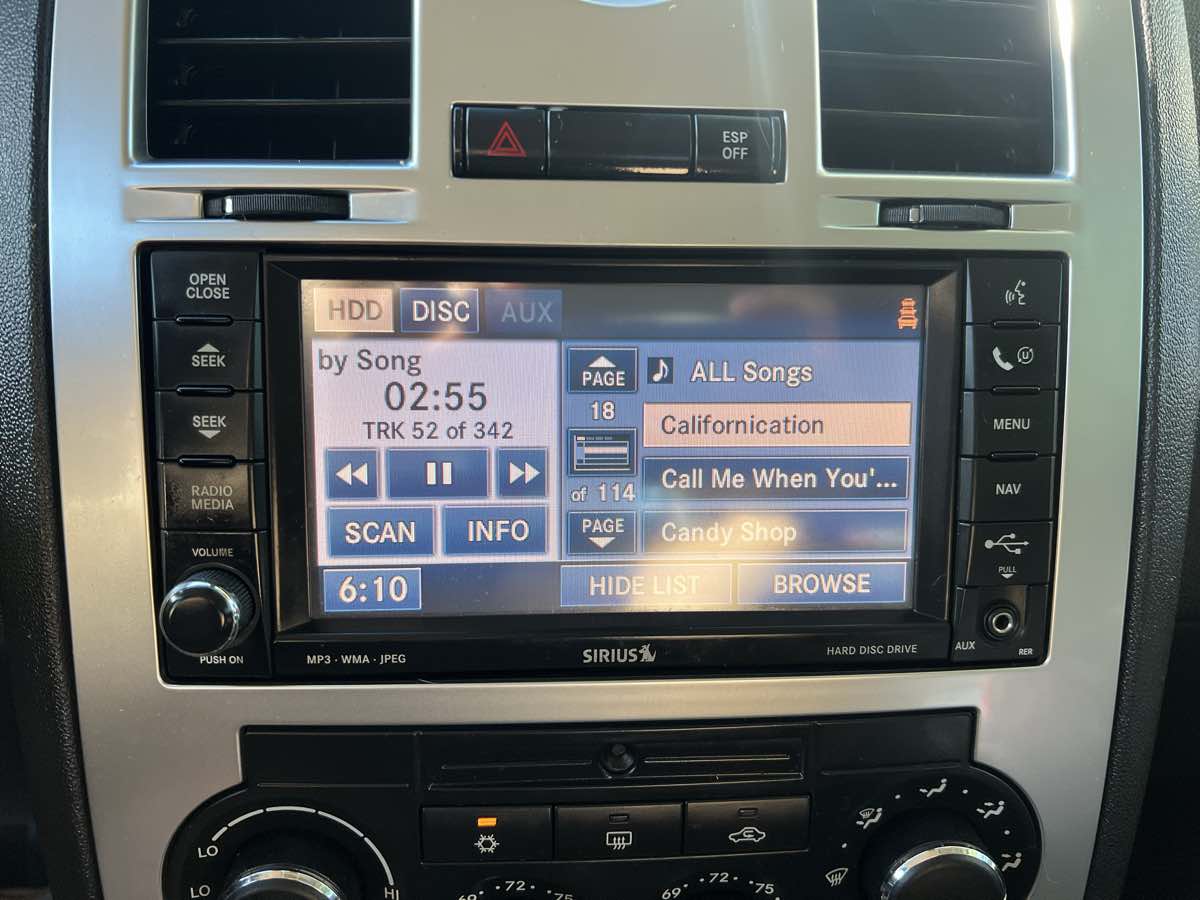 ESP
OFF
OPEN
CLOSE
SEEK
SEEK
RADIO
MEDIA
VOLUME
PUSH ON
HDD DISC AUX
by Song
02:55
TRK 52 of 342
SCAN INFO
6:10
PAGE
18
of 114
PAGE
ALL Songs
Californication
Call Me When You'...
Candy Shop
HIDE LIST BROWSE
MENU
NAV
PULL
AUX
RER
MP3 · WMA · JPEG
SIRIUS
HARD DISC DRIVE
LO
LO
HI
69 72 75
69 72 75